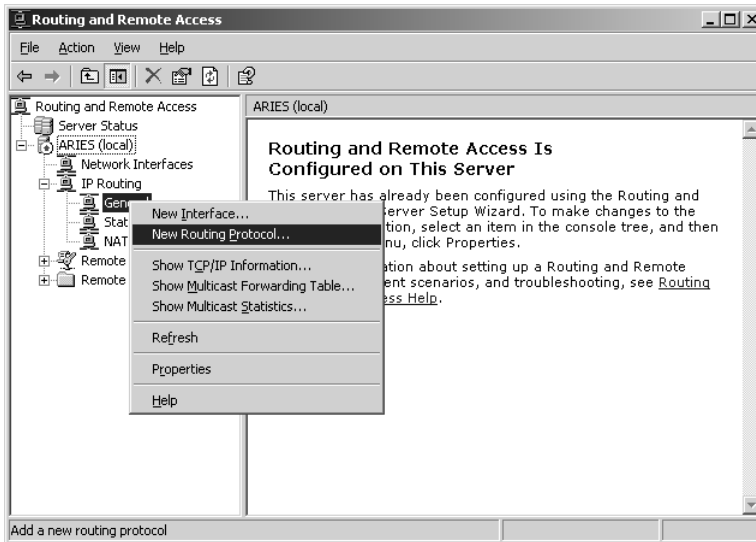 Routing and Remote Access
File Action View Help
Routing and Remote Access
Server Status
ARIES (local)
Network Interfaces
IP Routing
General
Stat
NAT
Remote
Remote
ARIES (local)
Routing and Remote Access Is
Configured on This Server
This server has already been configured using the Routing and
Server Setup Wizard. To make changes to the
tion, select an item in the console tree, and then
nu, click Properties.
ation about setting up a Routing and Remote
ent scenarios, and troubleshooting, see Routing
ess Help.
New Interface...
New Routing Protocol...
Show TCP/IP Information...
Show Multicast Forwarding Table...
Show Multicast Statistics...
Refresh
Properties
Help
Add a new routing protocol